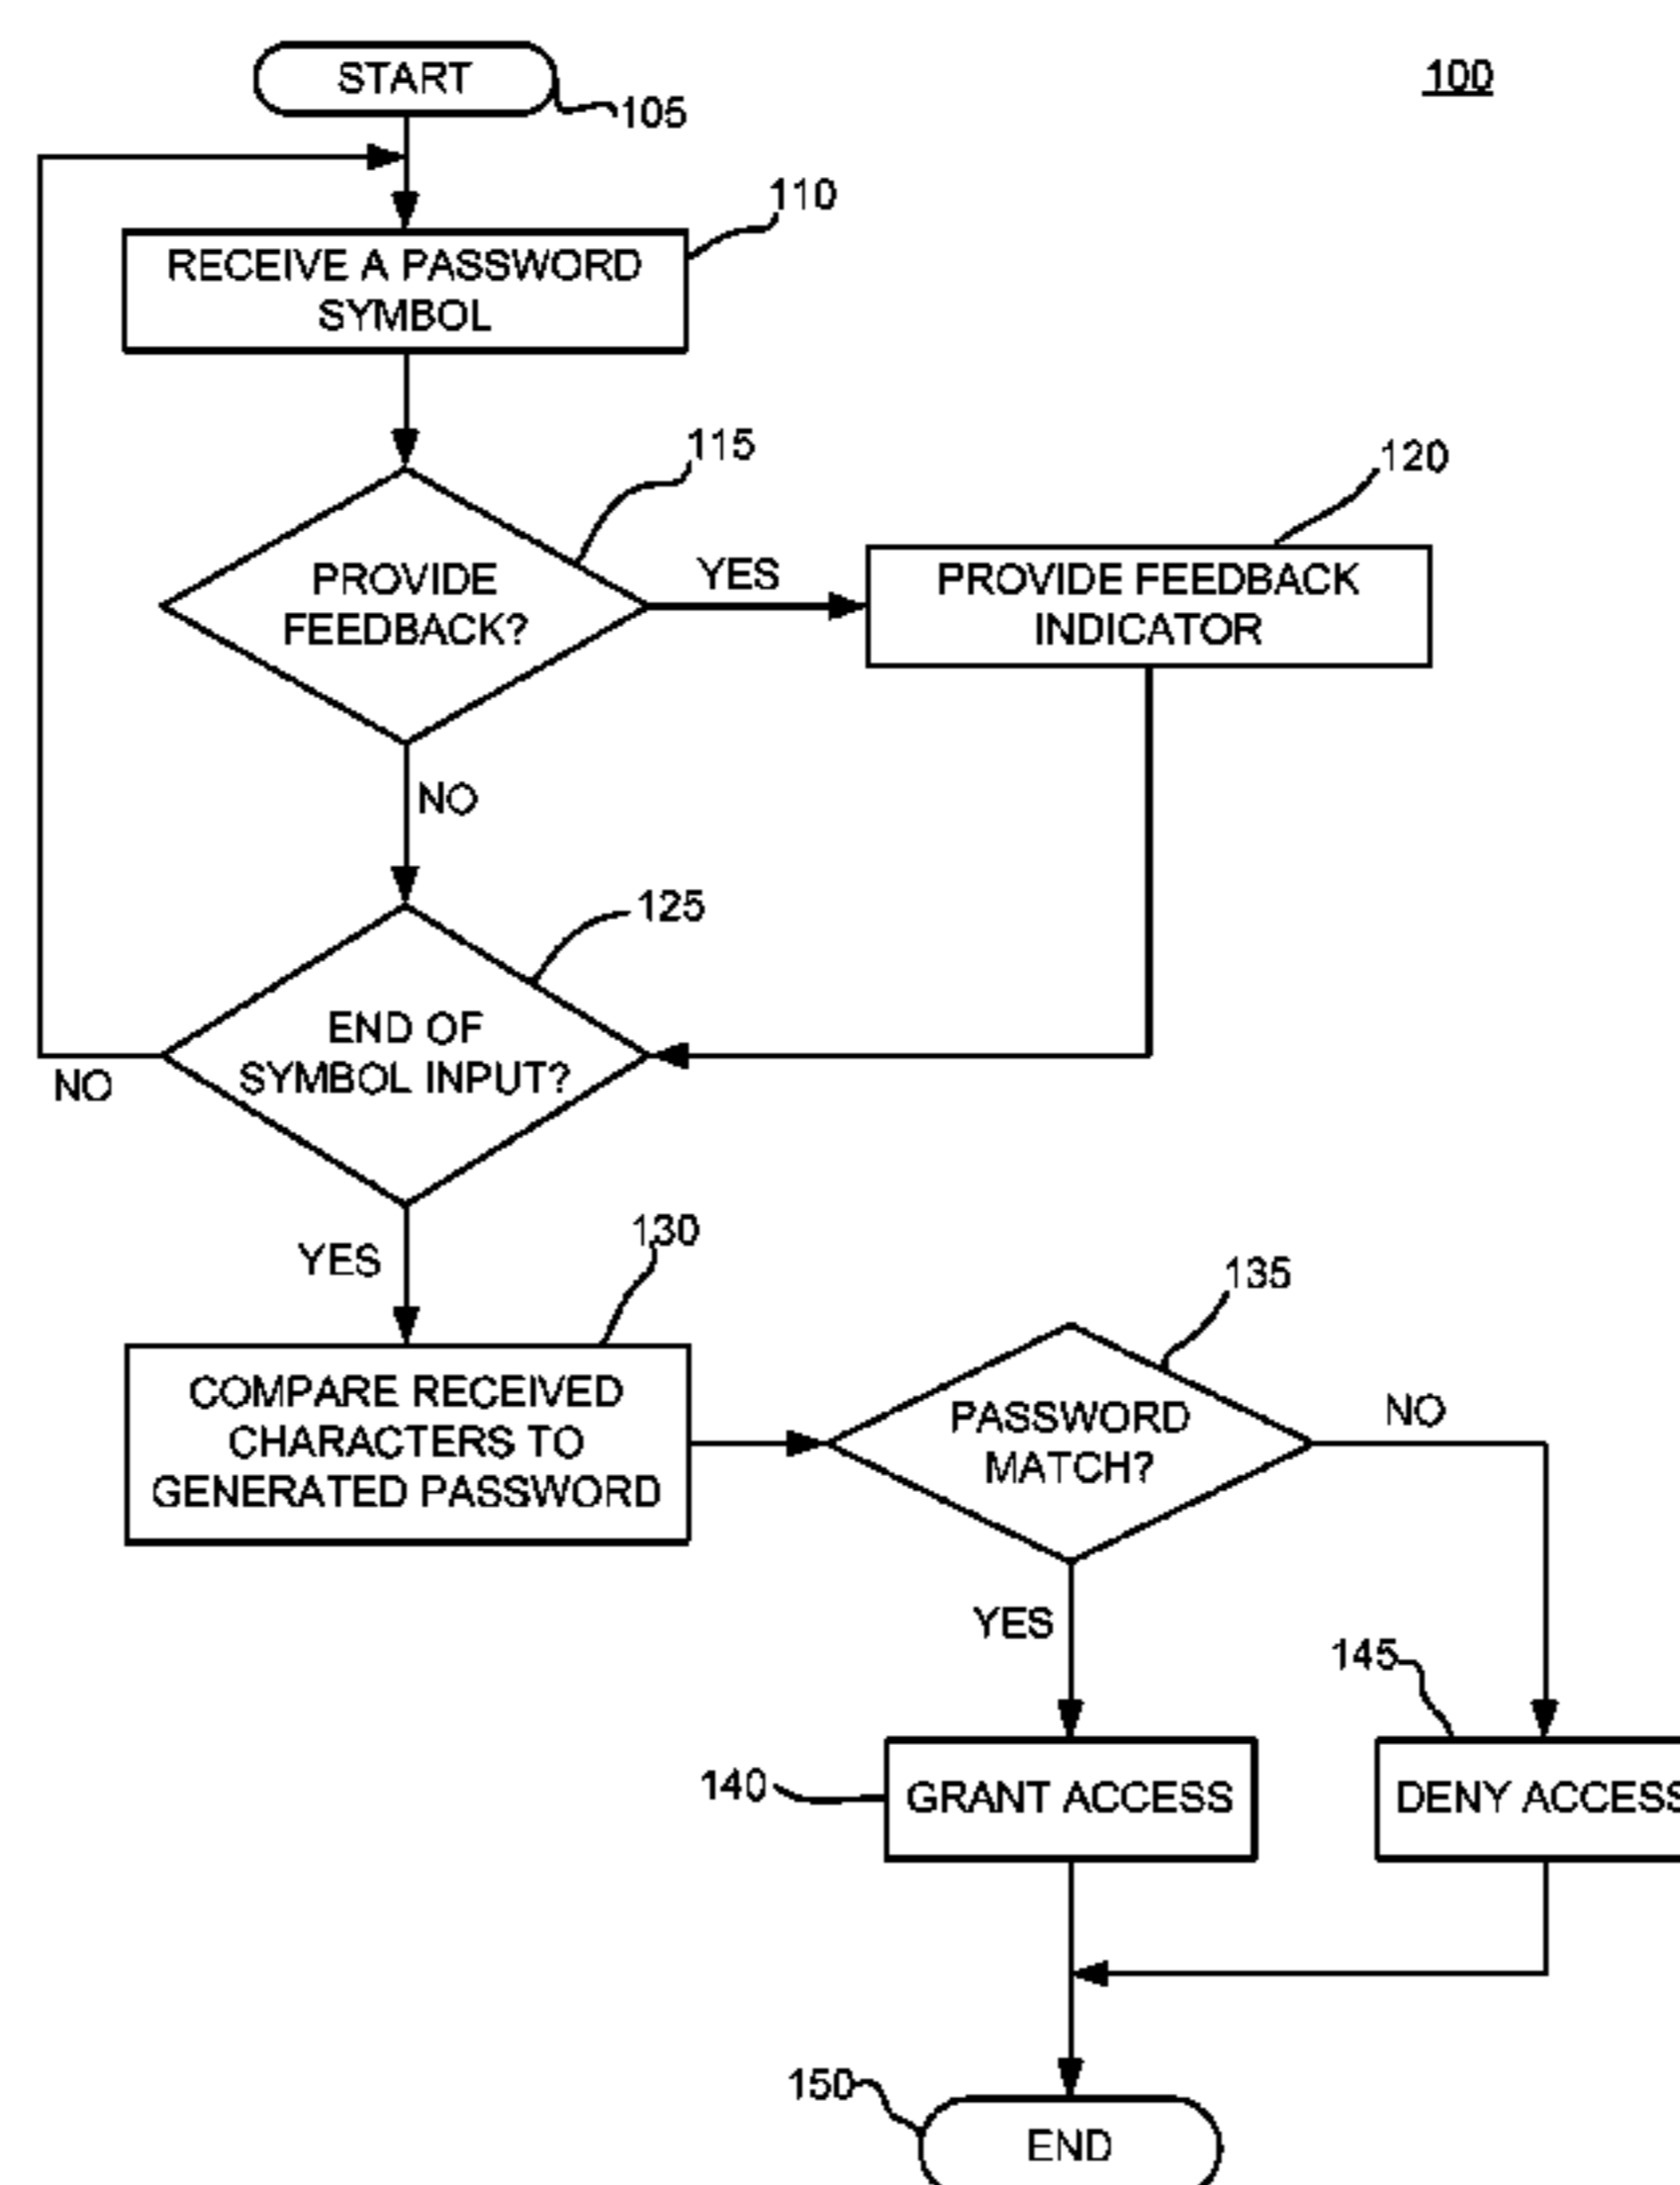 START
100
105
110
RECEIVE A PASSWORD
SYMBOL
115
120
PROVIDE
FEEDBACK?
YES
PROVIDE FEEDBACK
INDICATOR
NO
125
END OF
SYMBOL INPUT?
NO
YES
130
135
COMPARE RECEIVED
CHARACTERS TO
GENERATED PASSWORD
PASSWORD
MATCH?
NO
YES
145
140
GRANT ACCESS
DENY ACCESS
150
END